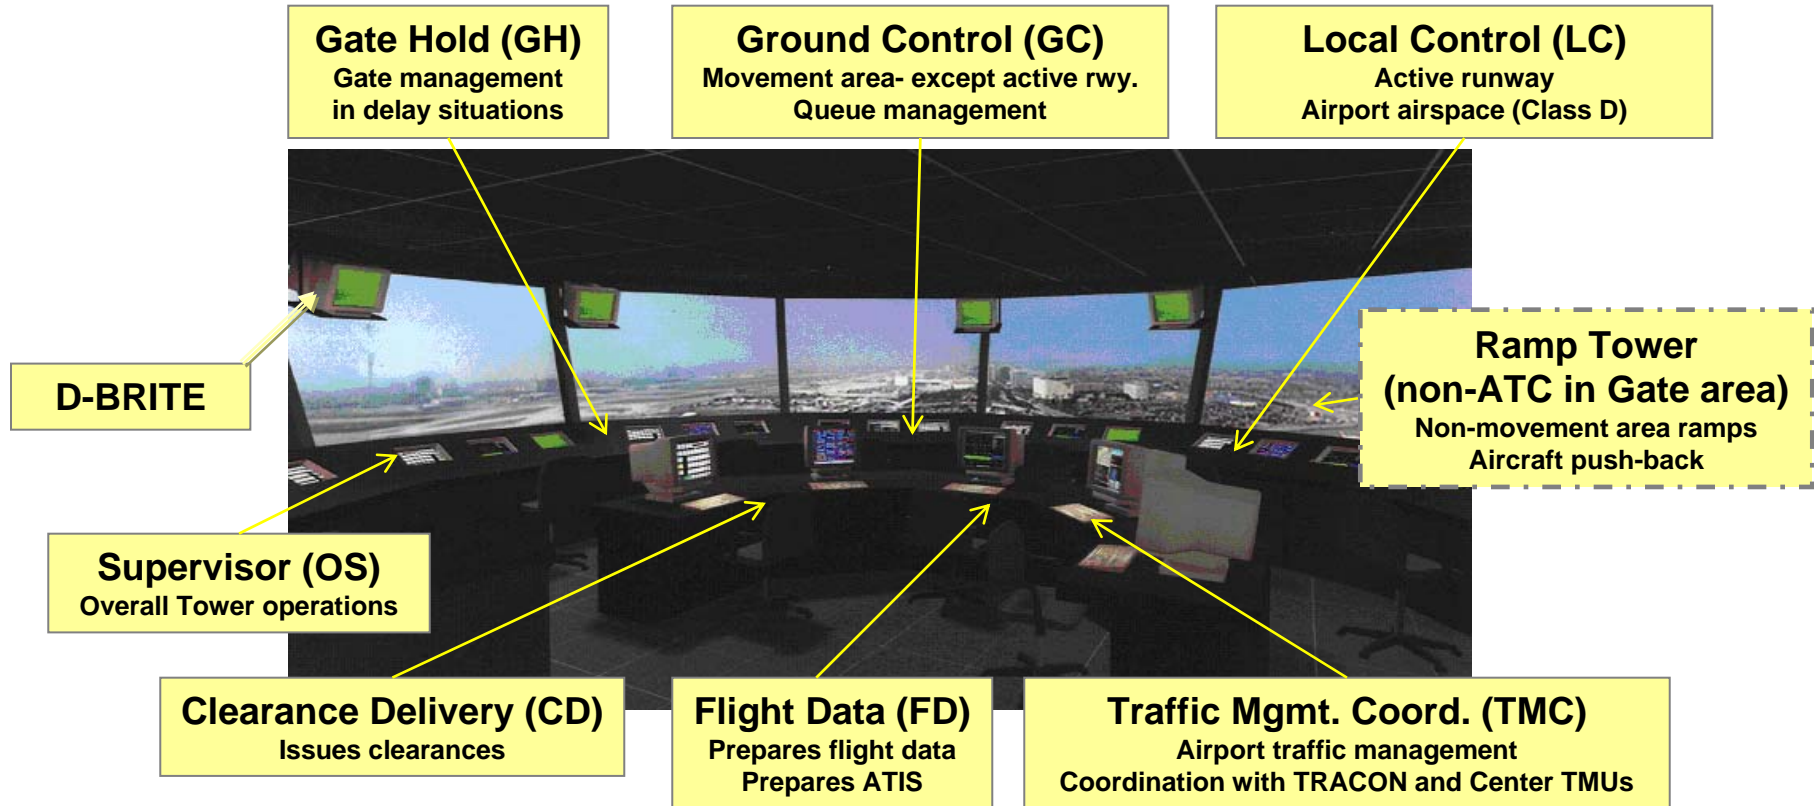 Gate Hold (GH)
Gate management
in delay situations
Ground Control (GC)
Movement area- except active rwy.
Queue management
Local Control (LC)
Active runway
Airport airspace (Class D)
D-BRITE
Ramp Tower
(non-ATC in Gate area)
Non-movement area ramps
Aircraft push-back
Supervisor (OS)
Overall Tower operations
Clearance Delivery (CD)
Issues clearances
Flight Data (FD)
Prepares flight data
Prepares ATIS
Traffic Mgmt. Coord. (TMC)
Airport traffic management
Coordination with TRACON and Center TMUs